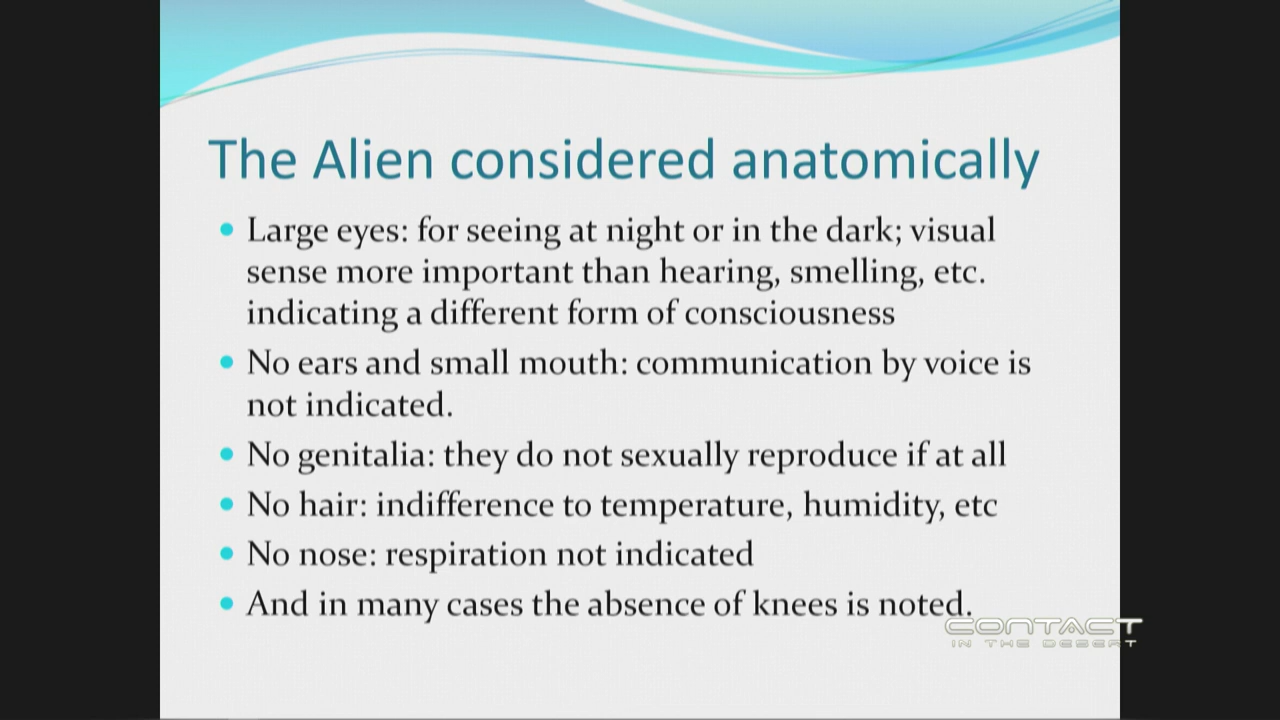 The Alien considered anatomically
Large eyes: for seeing at night or in the dark; visual
sense more important than hearing, smelling, etc.
indicating a different form of consciousness
No ears and small mouth: communication by voice is
not indicated.
No genitalia: they do not sexually reproduce if at all
No hair: indifference to temperature, humidity, etc
No nose: respiration not indicated
And in many cases the absence of knees is noted.
CONTACT
IN THE DESERT